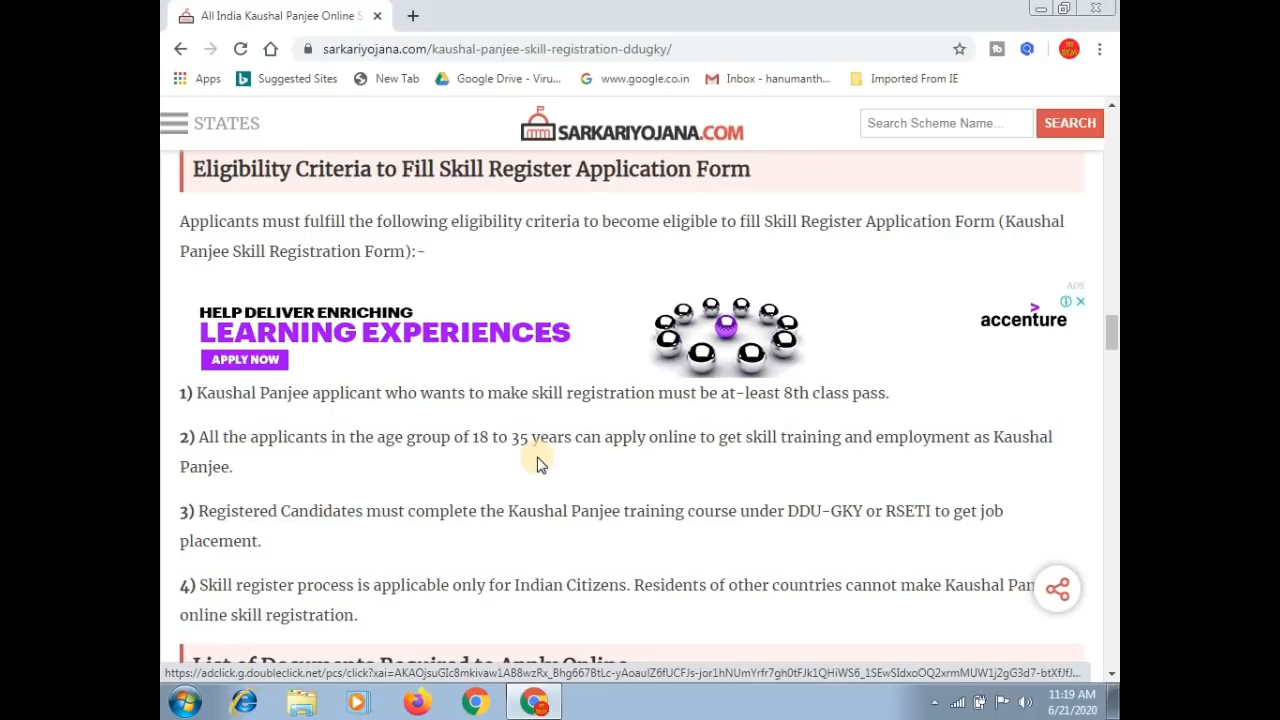 All India Kaushal Panjee Online S
sarkariyojana.com/kaushal-panjee-skill-registration-ddugky/
Apps
Suggested Sites
New Tab
Google Drive - Viru...
www.google.co.in
Inbox - hanumanth...
Imported From IE
STATES
SARKARIYOJANA.COM
Search Scheme Name...
SEARCH
Eligibility Criteria to Fill Skill Register Application Form
Applicants must fulfill the following eligibility criteria to become eligible to fill Skill Register Application Form (Kaushal
Panjee Skill Registration Form):-
ADS
HELP DELIVER ENRICHING
LEARNING EXPERIENCES
APPLY NOW
accenture
1) Kaushal Panjee applicant who wants to make skill registration must be at-least 8th class pass.
2) All the applicants in the age group of 18 to 35 years can apply online to get skill training and employment as Kaushal
Panjee.
3) Registered Candidates must complete the Kaushal Panjee training course under DDU-GKY or RSETI to get job
placement.
4) Skill register process is applicable only for Indian Citizens. Residents of other countries cannot make Kaushal Pan
online skill registration.
List of Documents Required to Apply Online
11:19 AM
6/21/2020